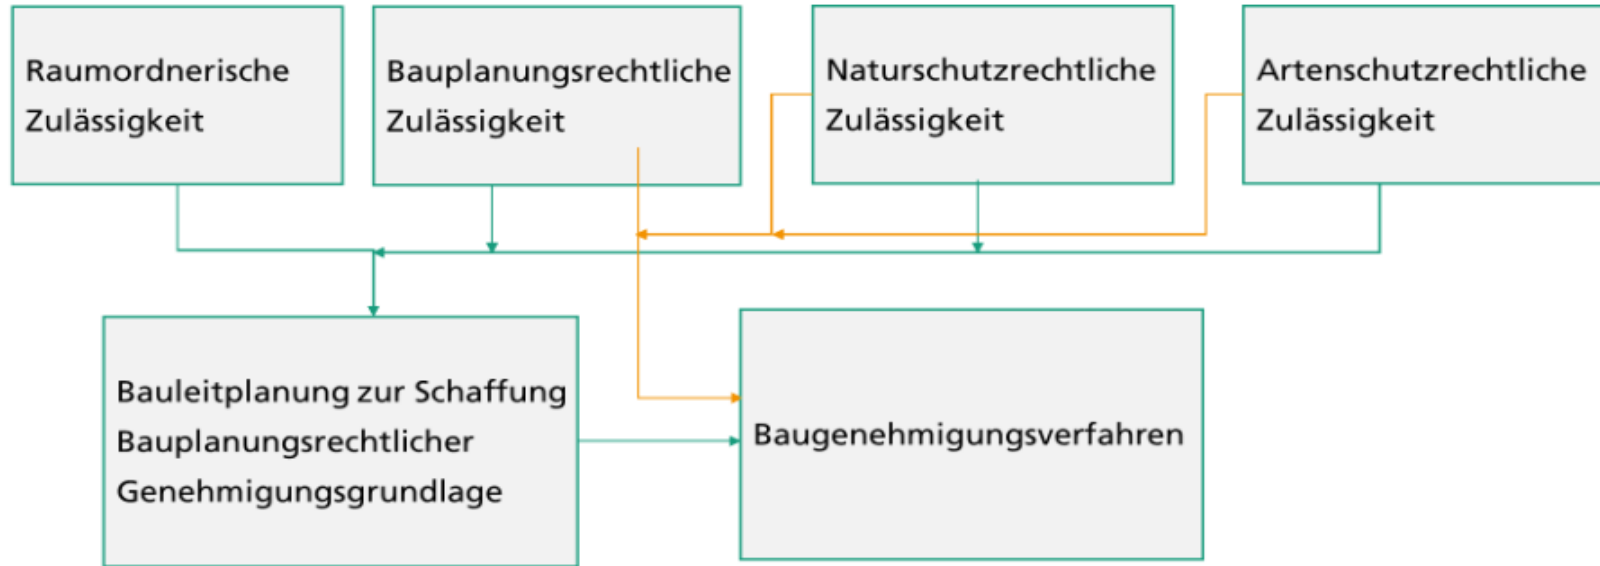 Raumordnerische
Zulässigkeit
Bauplanungsrechtliche
Zulässigkeit
Naturschutzrechtliche
Zulässigkeit
Artenschutzrechtliche
Zulässigkeit
Bauleitplanung zur Schaffung
Bauplanungsrechtlicher
Genehmigungsgrundlage
Baugenehmigungsverfahren